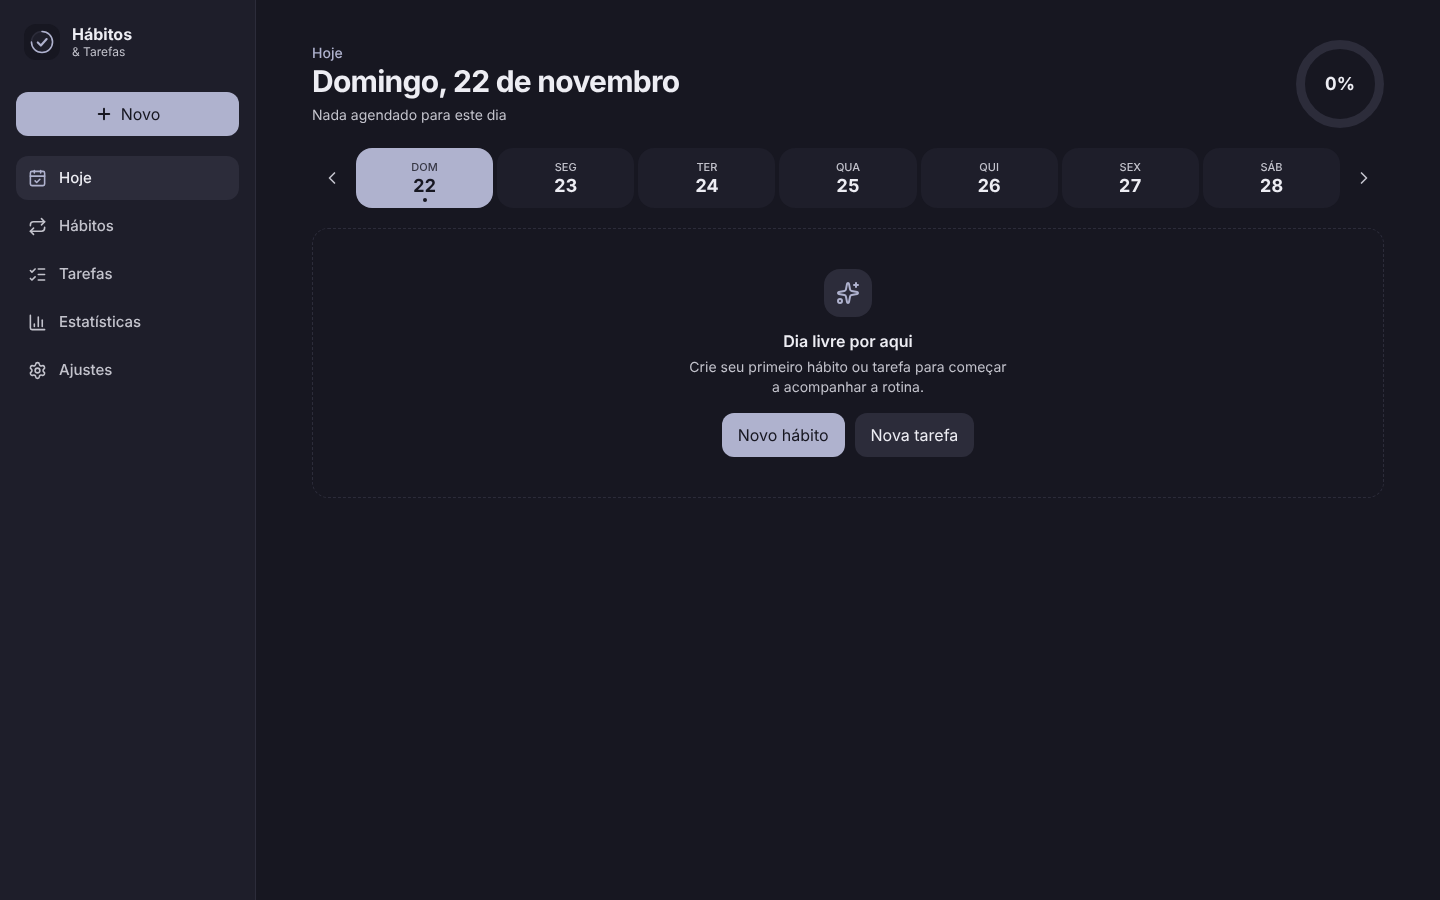 Hábitos
& Tarefas
Novo
Hoje
Hábitos
Tarefas
Estatísticas
Ajustes
Hoje
Domingo, 22 de novembro
Nada agendado para este dia
0%
DOM SEG TER QUA QUI SEX SÁB
22 23 24 25 26 27 28
Dia livre por aqui
Crie seu primeiro hábito ou tarefa para começar
a acompanhar a rotina.
Novo hábito Nova tarefa